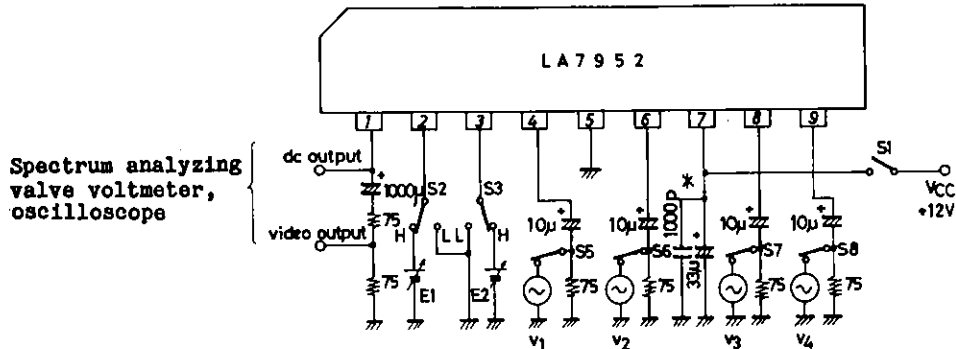 LA7952
1 2 3 4 5 6 7 8 9
Spectrum analyzing
valve voltmeter,
oscilloscope
dc output
video output
+
1000μ
75
75
S2
H
L
E1
S3
L
H
E2
10μ
+
S5
75
V1
10μ
+
S6
75
V2
1000P
*
33μ
+
10μ
+
S7
75
V3
10μ
+
S8
75
V4
S1
VCC
+12V